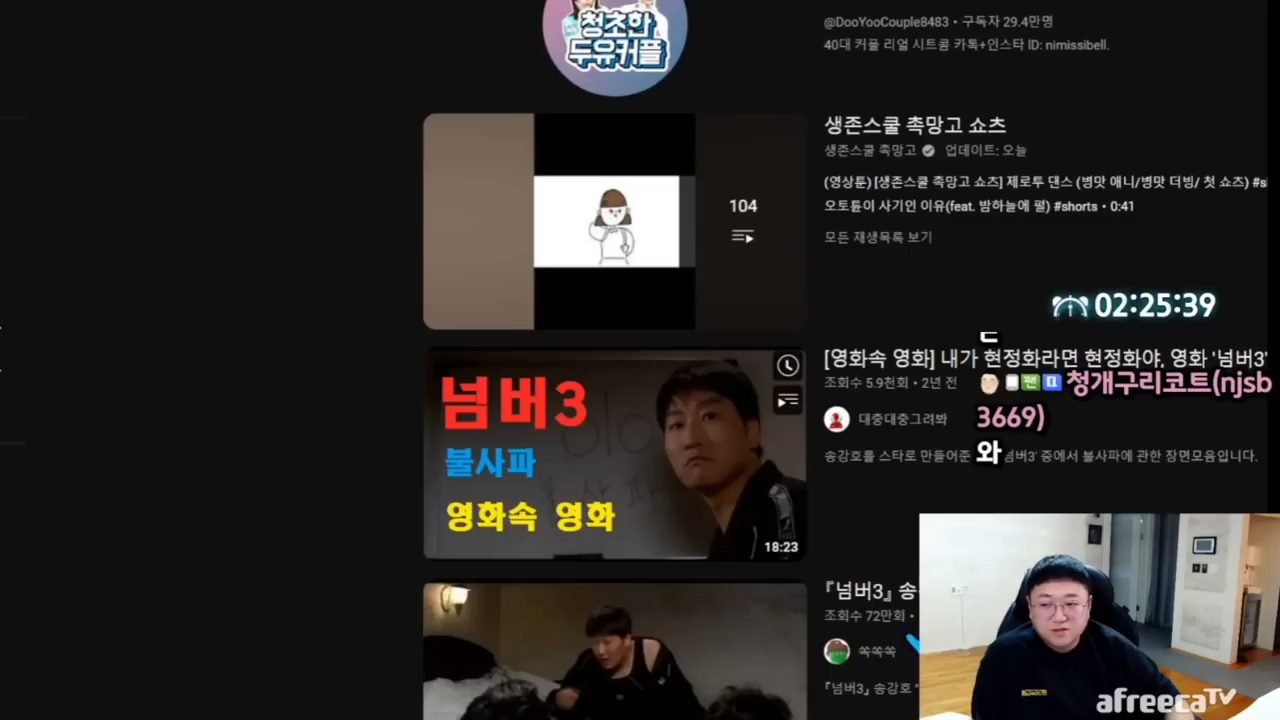 청초한
두유커플
@DooYooCouple8483 • 구독자 29.4만명
40대 커플 리얼 시트콤 카톡+인스타 ID: nimissibell.
104
생존스쿨 촉망고 쇼츠
생존스쿨 촉망고 업데이트: 오늘
(영상툰) [생존스쿨 촉망고 쇼츠] 제로투 댄스 (병맛 애니/병맛 더빙/ 첫 쇼츠) #s
오토튠이 사기인 이유(feat. 밤하늘에 펄) #shorts • 0:41
모든 재생목록 보기
02:25:39
ㄷ
넘버3
불사파
영화속 영화
18:23
[영화속 영화] 내가 현정화라면 현정화야, 영화 '넘버3'
조회수 5.9천회 • 2년 전
팬
청개구리코트(njsb
3669)
와
대충대충그려봐
송강호를 스타로 만들어준 넘버3' 중에서 불사파에 관한 장면모음입니다.
『넘버3』 송
조회수 72만회 •
쏙쏙쏙
『넘버3』 송강호
afreecaTV